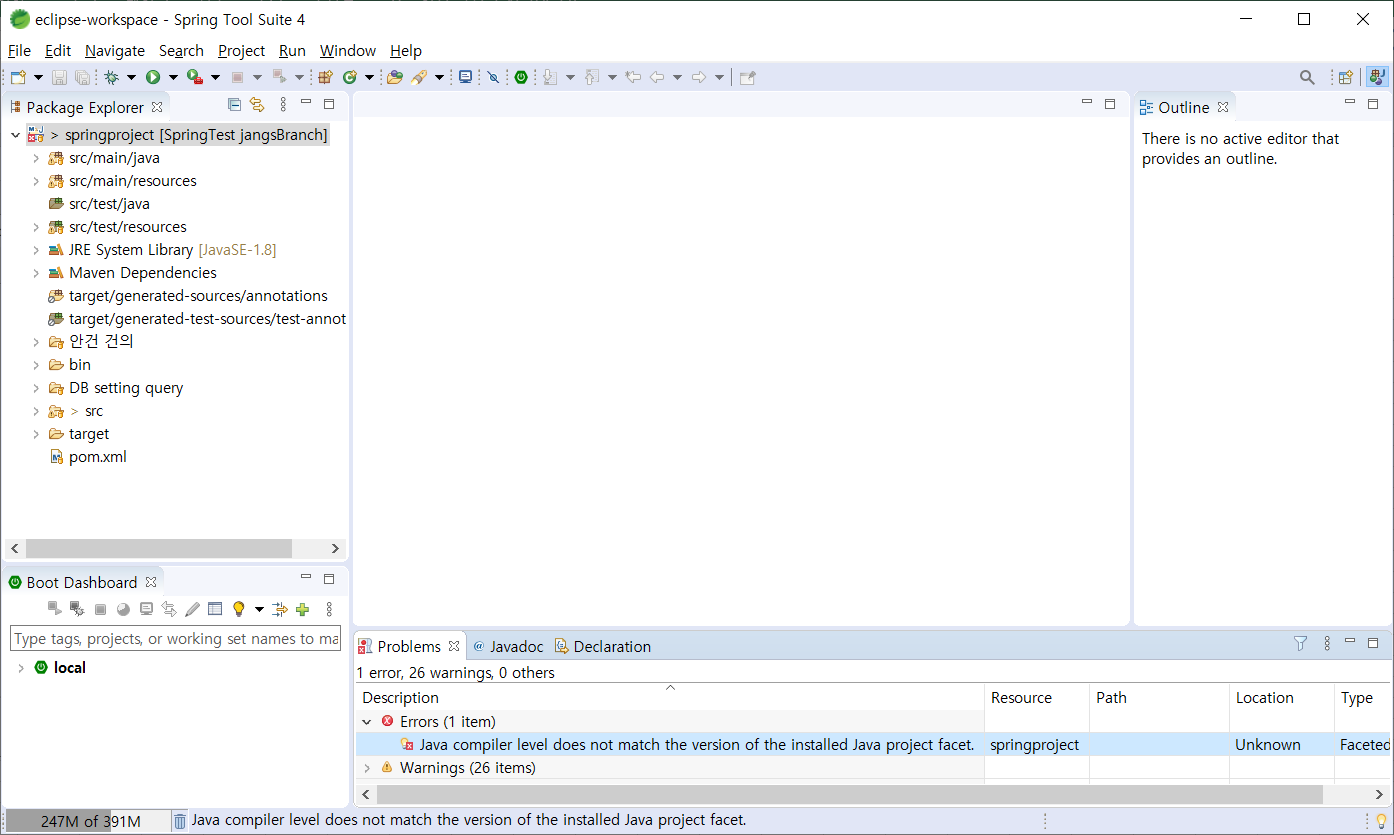 eclipse-workspace - Spring Tool Suite 4
File Edit Navigate Search Project Run Window Help
Package Explorer
> springproject [SpringTest jangsBranch]
src/main/java
src/main/resources
src/test/java
src/test/resources
JRE System Library [JavaSE-1.8]
Maven Dependencies
target/generated-sources/annotations
target/generated-test-sources/test-annot
안건 건의
bin
DB setting query
> src
target
pom.xml
Outline
There is no active editor that
provides an outline.
Boot Dashboard
Type tags, projects, or working set names to ma
local
Problems @ Javadoc Declaration
1 error, 26 warnings, 0 others
Description Resource Path Location Type
Errors (1 item)
Java compiler level does not match the version of the installed Java project facet. springproject Unknown Faceted
Warnings (26 items)
247M of 391M Java compiler level does not match the version of the installed Java project facet.